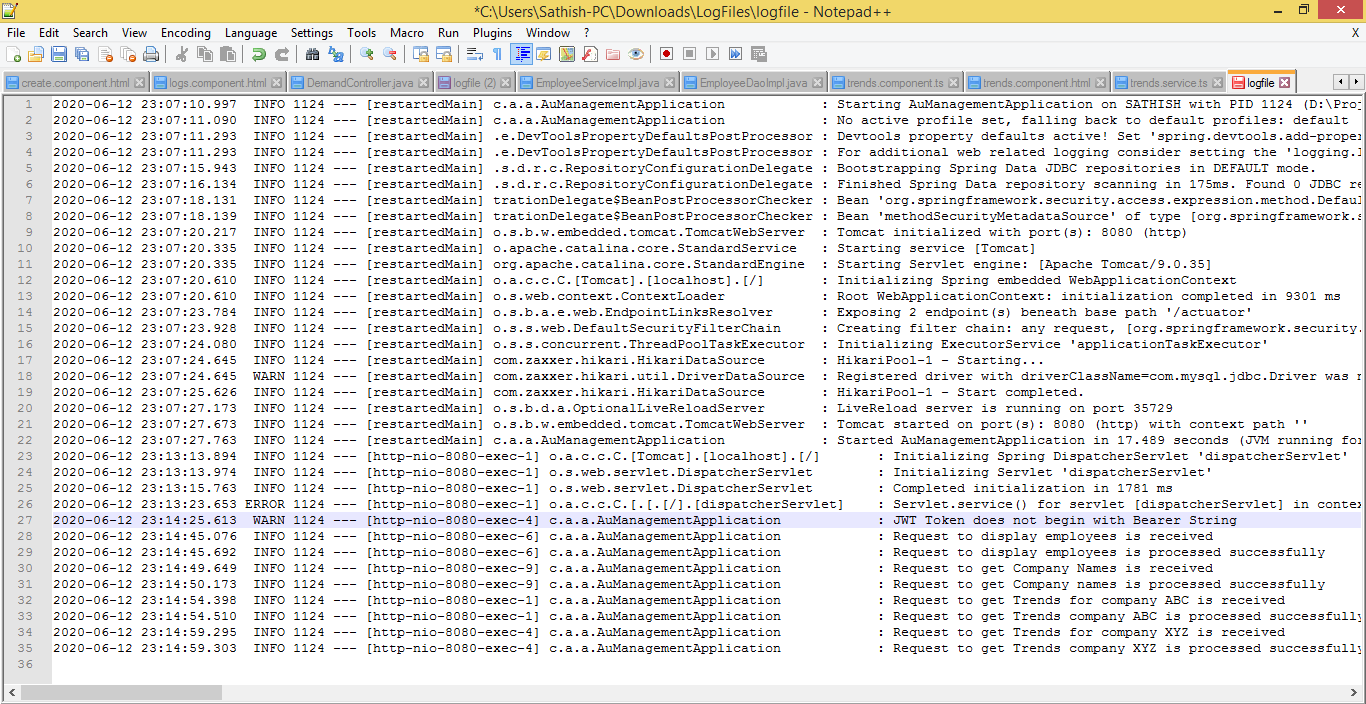 *C:\Users\Sathish-PC\Downloads\LogFiles\logfile - Notepad++
File Edit Search View Encoding Language Settings Tools Macro Run Plugins Window ? X
create.component.html logs.component.html DemandController.java logfile (2) EmployeeServiceImpl.java EmployeeDaoImpl.java trends.component.ts trends.component.html trends.service.ts logfile
1 2020-06-12 23:07:10.997  INFO 1124 --- [restartedMain] c.a.a.AuManagementApplication            : Starting AuManagementApplication on SATHISH with PID 1124 (D:\Proj
2 2020-06-12 23:07:11.090  INFO 1124 --- [restartedMain] c.a.a.AuManagementApplication            : No active profile set, falling back to default profiles: default
3 2020-06-12 23:07:11.293  INFO 1124 --- [restartedMain] .e.DevToolsPropertyDefaultsPostProcessor : Devtools property defaults active! Set 'spring.devtools.add-proper
4 2020-06-12 23:07:11.293  INFO 1124 --- [restartedMain] .e.DevToolsPropertyDefaultsPostProcessor : For additional web related logging consider setting the 'logging.l
5 2020-06-12 23:07:15.943  INFO 1124 --- [restartedMain] .s.d.r.c.RepositoryConfigurationDelegate : Bootstrapping Spring Data JDBC repositories in DEFAULT mode.
6 2020-06-12 23:07:16.134  INFO 1124 --- [restartedMain] .s.d.r.c.RepositoryConfigurationDelegate : Finished Spring Data repository scanning in 175ms. Found 0 JDBC re
7 2020-06-12 23:07:18.131  INFO 1124 --- [restartedMain] trationDelegate$BeanPostProcessorChecker : Bean 'org.springframework.security.access.expression.method.Defaul
8 2020-06-12 23:07:18.139  INFO 1124 --- [restartedMain] trationDelegate$BeanPostProcessorChecker : Bean 'methodSecurityMetadataSource' of type [org.springframework.s
9 2020-06-12 23:07:20.217  INFO 1124 --- [restartedMain] o.s.b.w.embedded.tomcat.TomcatWebServer  : Tomcat initialized with port(s): 8080 (http)
10 2020-06-12 23:07:20.335  INFO 1124 --- [restartedMain] o.apache.catalina.core.StandardService   : Starting service [Tomcat]
11 2020-06-12 23:07:20.335  INFO 1124 --- [restartedMain] org.apache.catalina.core.StandardEngine  : Starting Servlet engine: [Apache Tomcat/9.0.35]
12 2020-06-12 23:07:20.610  INFO 1124 --- [restartedMain] o.a.c.c.C.[Tomcat].[localhost].[/]       : Initializing Spring embedded WebApplicationContext
13 2020-06-12 23:07:20.610  INFO 1124 --- [restartedMain] o.s.web.context.ContextLoader            : Root WebApplicationContext: initialization completed in 9301 ms
14 2020-06-12 23:07:23.784  INFO 1124 --- [restartedMain] o.s.b.a.e.web.EndpointLinksResolver      : Exposing 2 endpoint(s) beneath base path '/actuator'
15 2020-06-12 23:07:23.928  INFO 1124 --- [restartedMain] o.s.s.web.DefaultSecurityFilterChain     : Creating filter chain: any request, [org.springframework.security.
16 2020-06-12 23:07:24.080  INFO 1124 --- [restartedMain] o.s.s.concurrent.ThreadPoolTaskExecutor  : Initializing ExecutorService 'applicationTaskExecutor'
17 2020-06-12 23:07:24.645  INFO 1124 --- [restartedMain] com.zaxxer.hikari.HikariDataSource       : HikariPool-1 - Starting...
18 2020-06-12 23:07:24.645  WARN 1124 --- [restartedMain] com.zaxxer.hikari.util.DriverDataSource  : Registered driver with driverClassName=com.mysql.jdbc.Driver was n
19 2020-06-12 23:07:25.626  INFO 1124 --- [restartedMain] com.zaxxer.hikari.HikariDataSource       : HikariPool-1 - Start completed.
20 2020-06-12 23:07:27.173  INFO 1124 --- [restartedMain] o.s.b.d.a.OptionalLiveReloadServer       : LiveReload server is running on port 35729
21 2020-06-12 23:07:27.673  INFO 1124 --- [restartedMain] o.s.b.w.embedded.tomcat.TomcatWebServer  : Tomcat started on port(s): 8080 (http) with context path ''
22 2020-06-12 23:07:27.763  INFO 1124 --- [restartedMain] c.a.a.AuManagementApplication            : Started AuManagementApplication in 17.489 seconds (JVM running for
23 2020-06-12 23:13:13.894  INFO 1124 --- [http-nio-8080-exec-1] o.a.c.c.C.[Tomcat].[localhost].[/]       : Initializing Spring DispatcherServlet 'dispatcherServlet'
24 2020-06-12 23:13:13.974  INFO 1124 --- [http-nio-8080-exec-1] o.s.web.servlet.DispatcherServlet        : Initializing Servlet 'dispatcherServlet'
25 2020-06-12 23:13:15.763  INFO 1124 --- [http-nio-8080-exec-1] o.s.web.servlet.DispatcherServlet        : Completed initialization in 1781 ms
26 2020-06-12 23:13:23.653 ERROR 1124 --- [http-nio-8080-exec-1] o.a.c.c.C.[.[.[/].[dispatcherServlet]    : Servlet.service() for servlet [dispatcherServlet] in contex
27 2020-06-12 23:14:25.613  WARN 1124 --- [http-nio-8080-exec-4] c.a.a.AuManagementApplication            : JWT Token does not begin with Bearer String
28 2020-06-12 23:14:45.076  INFO 1124 --- [http-nio-8080-exec-6] c.a.a.AuManagementApplication            : Request to display employees is received
29 2020-06-12 23:14:45.692  INFO 1124 --- [http-nio-8080-exec-6] c.a.a.AuManagementApplication            : Request to display employees is processed successfully
30 2020-06-12 23:14:49.649  INFO 1124 --- [http-nio-8080-exec-9] c.a.a.AuManagementApplication            : Request to get Company Names is received
31 2020-06-12 23:14:50.173  INFO 1124 --- [http-nio-8080-exec-9] c.a.a.AuManagementApplication            : Request to get Company names is processed successfully
32 2020-06-12 23:14:54.398  INFO 1124 --- [http-nio-8080-exec-1] c.a.a.AuManagementApplication            : Request to get Trends for company ABC is received
33 2020-06-12 23:14:54.510  INFO 1124 --- [http-nio-8080-exec-1] c.a.a.AuManagementApplication            : Request to get Trends company ABC is processed successfully
34 2020-06-12 23:14:59.295  INFO 1124 --- [http-nio-8080-exec-4] c.a.a.AuManagementApplication            : Request to get Trends for company XYZ is received
35 2020-06-12 23:14:59.303  INFO 1124 --- [http-nio-8080-exec-4] c.a.a.AuManagementApplication            : Request to get Trends company XYZ is processed successfully
36